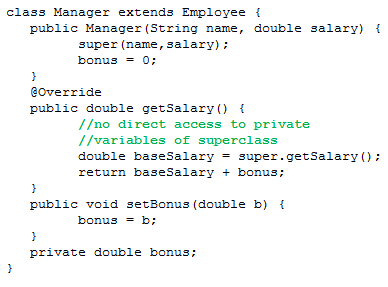 class Manager extends Employee {
public Manager(String name, double salary) {
super(name,salary);
bonus = 0;
}
@Override
public double getSalary() {
//no direct access to private
//variables of superclass
double baseSalary = super.getSalary();
return baseSalary + bonus;
}
public void setBonus(double b) {
bonus = b;
}
private double bonus;
}